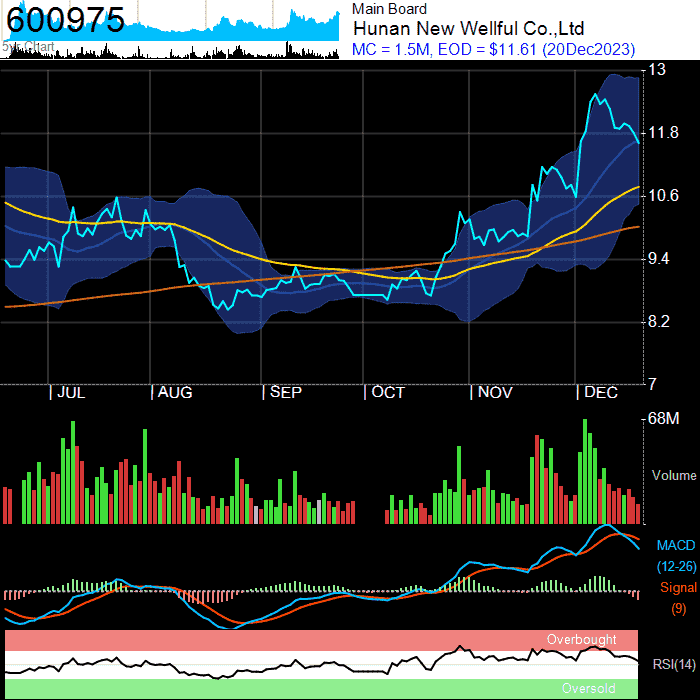 600975
5yr Chart
Main Board
Hunan New Wellful Co.,Ltd
MC = 1.5M, EOD = $11.61 (20Dec2023)
13
11.8
10.6
9.4
8.2
7
| JUL | AUG | SEP | OCT | NOV | DEC
68M
Volume
MACD
(12-26)
Signal
(9)
Overbought
RSI(14)
Oversold